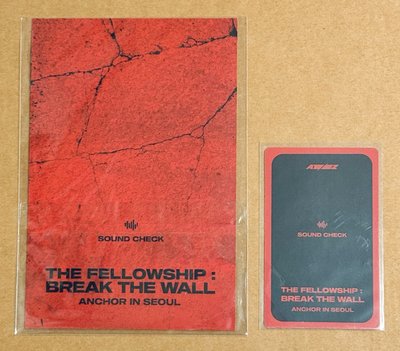 SOUND CHECK
THE FELLOWSHIP :
BREAK THE WALL
ANCHOR IN SEOUL
ATEEZ
SOUND CHECK
THE FELLOWSHIP :
BREAK THE WALL
ANCHOR IN SEOUL